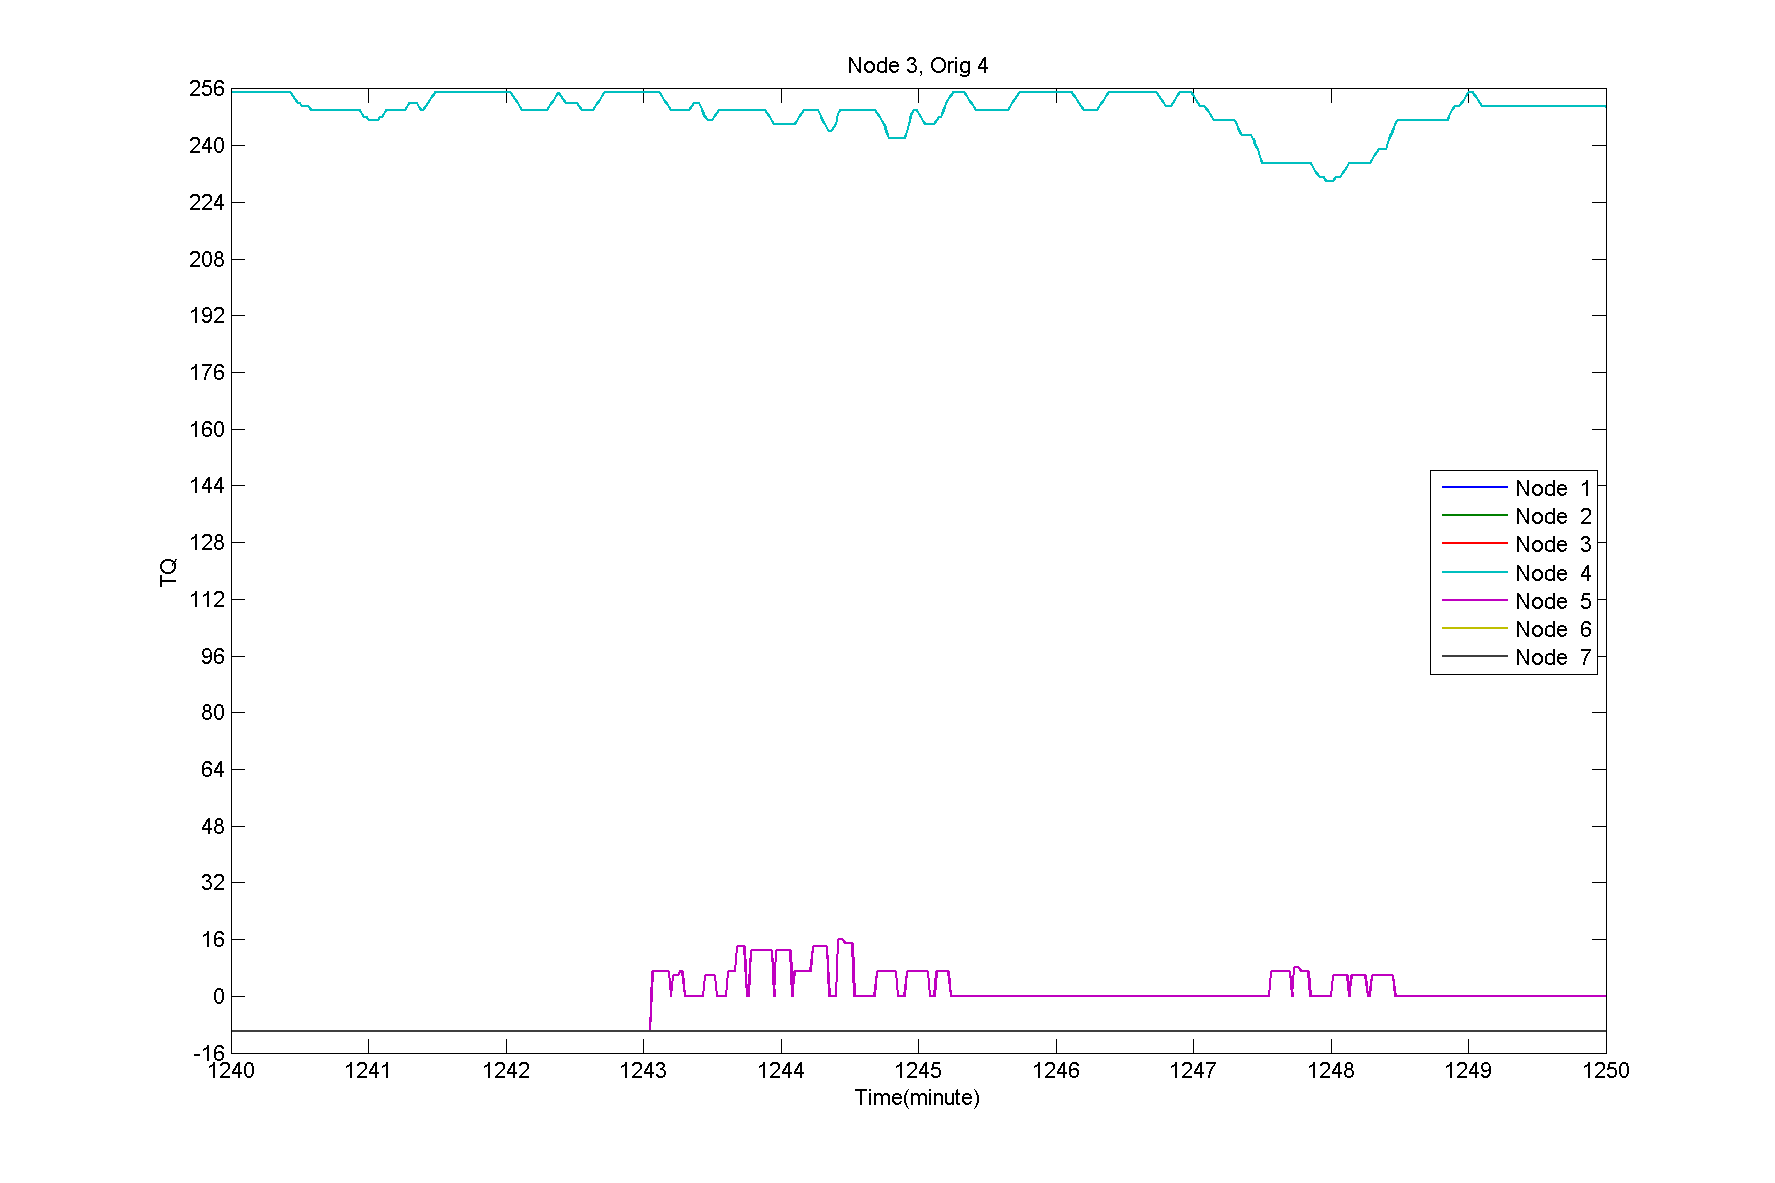 Node 3, Orig 4
256
240
224
208
192
176
160
144
128
112
96
80
64
48
32
16
0
-16
TQ
Node 1
Node 2
Node 3
Node 4
Node 5
Node 6
Node 7
1240 1241 1242 1243 1244 1245 1246 1247 1248 1249 1250
Time(minute)